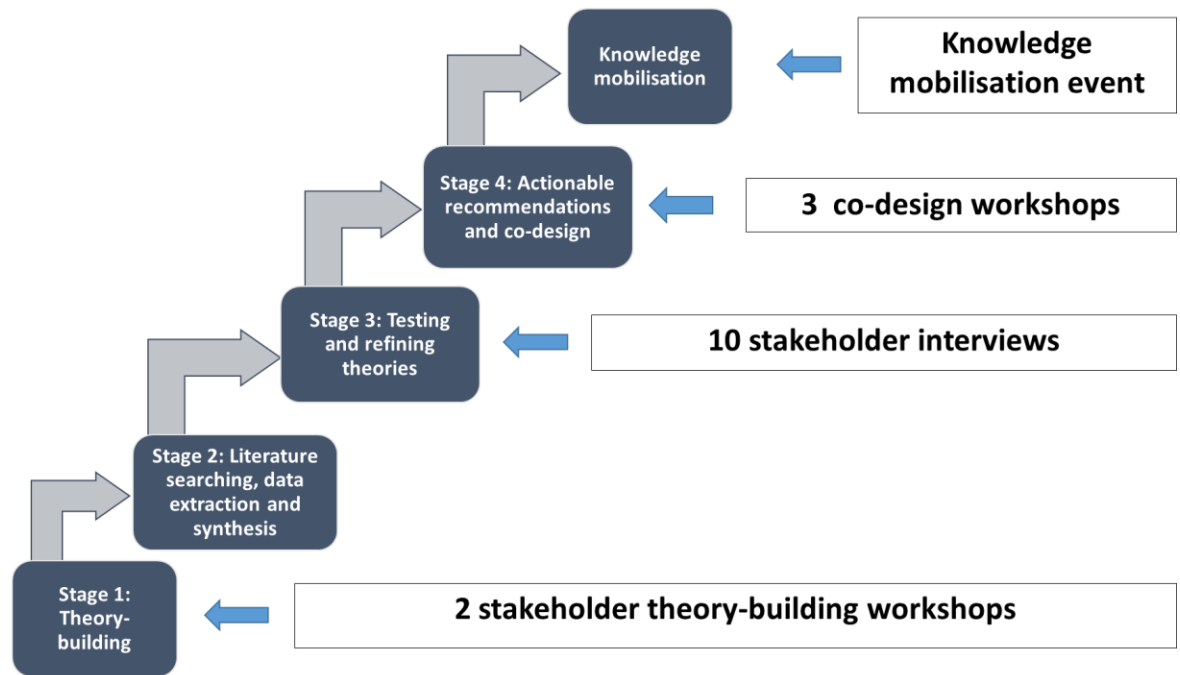 Knowledge
mobilisation
Knowledge
mobilisation event
Stage 4: Actionable
recommendations
and co-design
3 co-design workshops
Stage 3: Testing
and refining
theories
10 stakeholder interviews
Stage 2: Literature
searching, data
extraction and
synthesis
Stage 1:
Theory-
building
2 stakeholder theory-building workshops